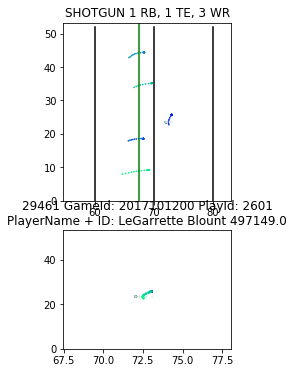 SHOTGUN 1 RB, 1 TE, 3 WR
50
40
30
20
10
0
60 70 80
29461 GameId: 2017101200 PlayId: 2601
PlayerName + ID: LeGarrette Blount 497149.0
40
20
0
67.5 70.0 72.5 75.0 77.5